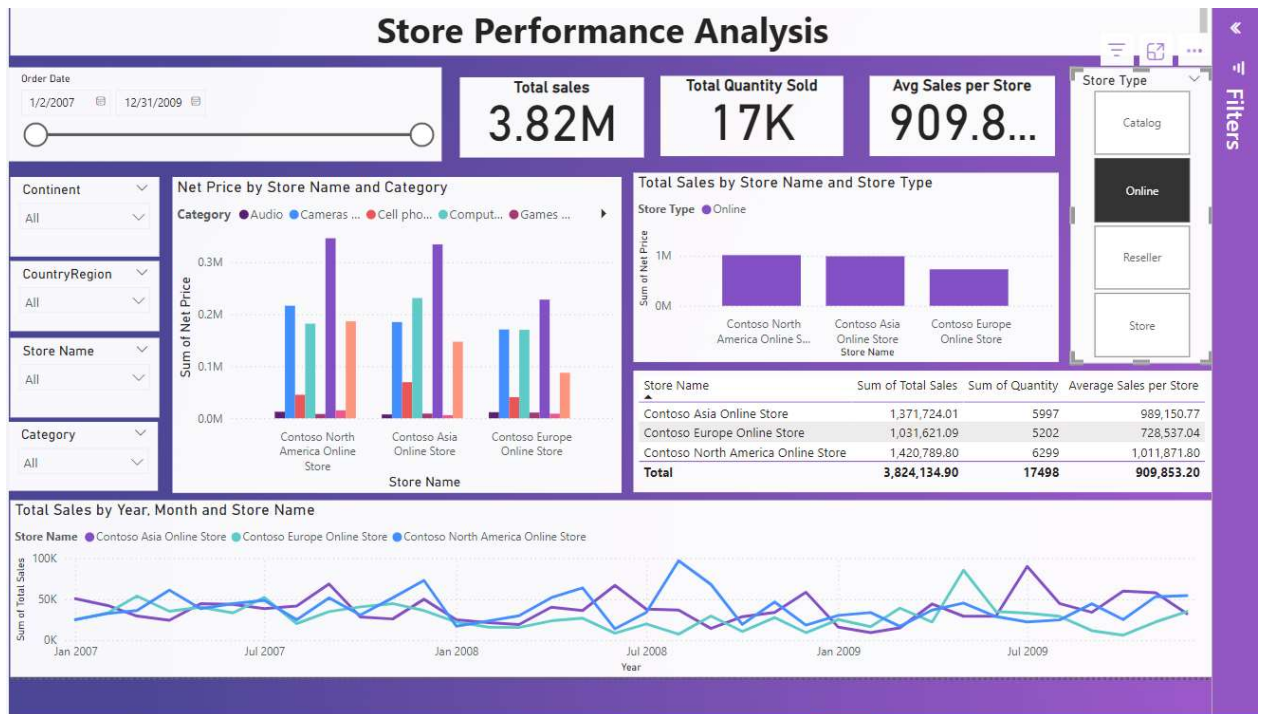 Store Performance Analysis
Filters
Order Date
1/2/2007 12/31/2009
Total sales
3.82M
Total Quantity Sold
17K
Avg Sales per Store
909.8...
Store Type
Catalog
Online
Reseller
Store
Continent
All
CountryRegion
All
Store Name
All
Category
All
Net Price by Store Name and Category
Category Audio Cameras ... Cell pho... Comput... Games ...
Sum of Net Price
0.3M
0.2M
0.1M
0.0M
Contoso North America Online Store
Contoso Asia Online Store
Contoso Europe Online Store
Store Name
Total Sales by Store Name and Store Type
Store Type Online
Sum of Net Price
1M
0M
Contoso North America Online S...
Contoso Asia Online Store
Contoso Europe Online Store
Store Name
Store Name Sum of Total Sales Sum of Quantity Average Sales per Store
Contoso Asia Online Store 1,371,724.01 5997 989,150.77
Contoso Europe Online Store 1,031,621.09 5202 728,537.04
Contoso North America Online Store 1,420,789.80 6299 1,011,871.80
Total 3,824,134.90 17498 909,853.20
Total Sales by Year, Month and Store Name
Store Name Contoso Asia Online Store Contoso Europe Online Store Contoso North America Online Store
Sum of Total Sales
100K
50K
0K
Jan 2007 Jul 2007 Jan 2008 Jul 2008 Jan 2009 Jul 2009
Year